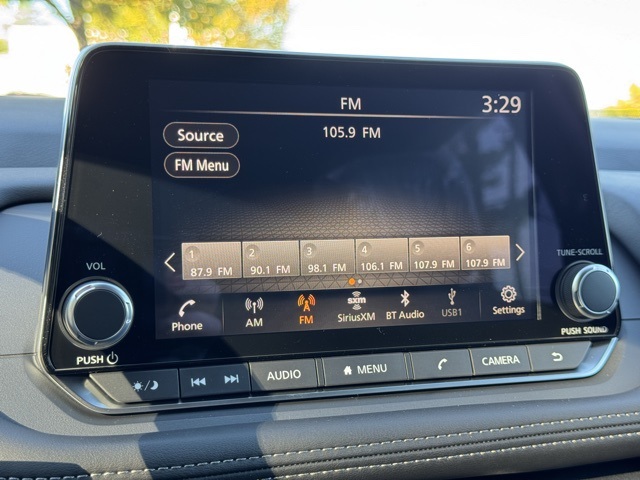 FM 3:29
Source 105.9 FM
FM Menu
1 2 3 4 5 6
87.9 FM 90.1 FM 98.1 FM 106.1 FM 107.9 FM 107.9 FM
VOL TUNE-SCROLL
sxm
Phone AM FM SiriusXM BT Audio USB1 Settings
PUSH PUSH SOUND
AUDIO MENU CAMERA